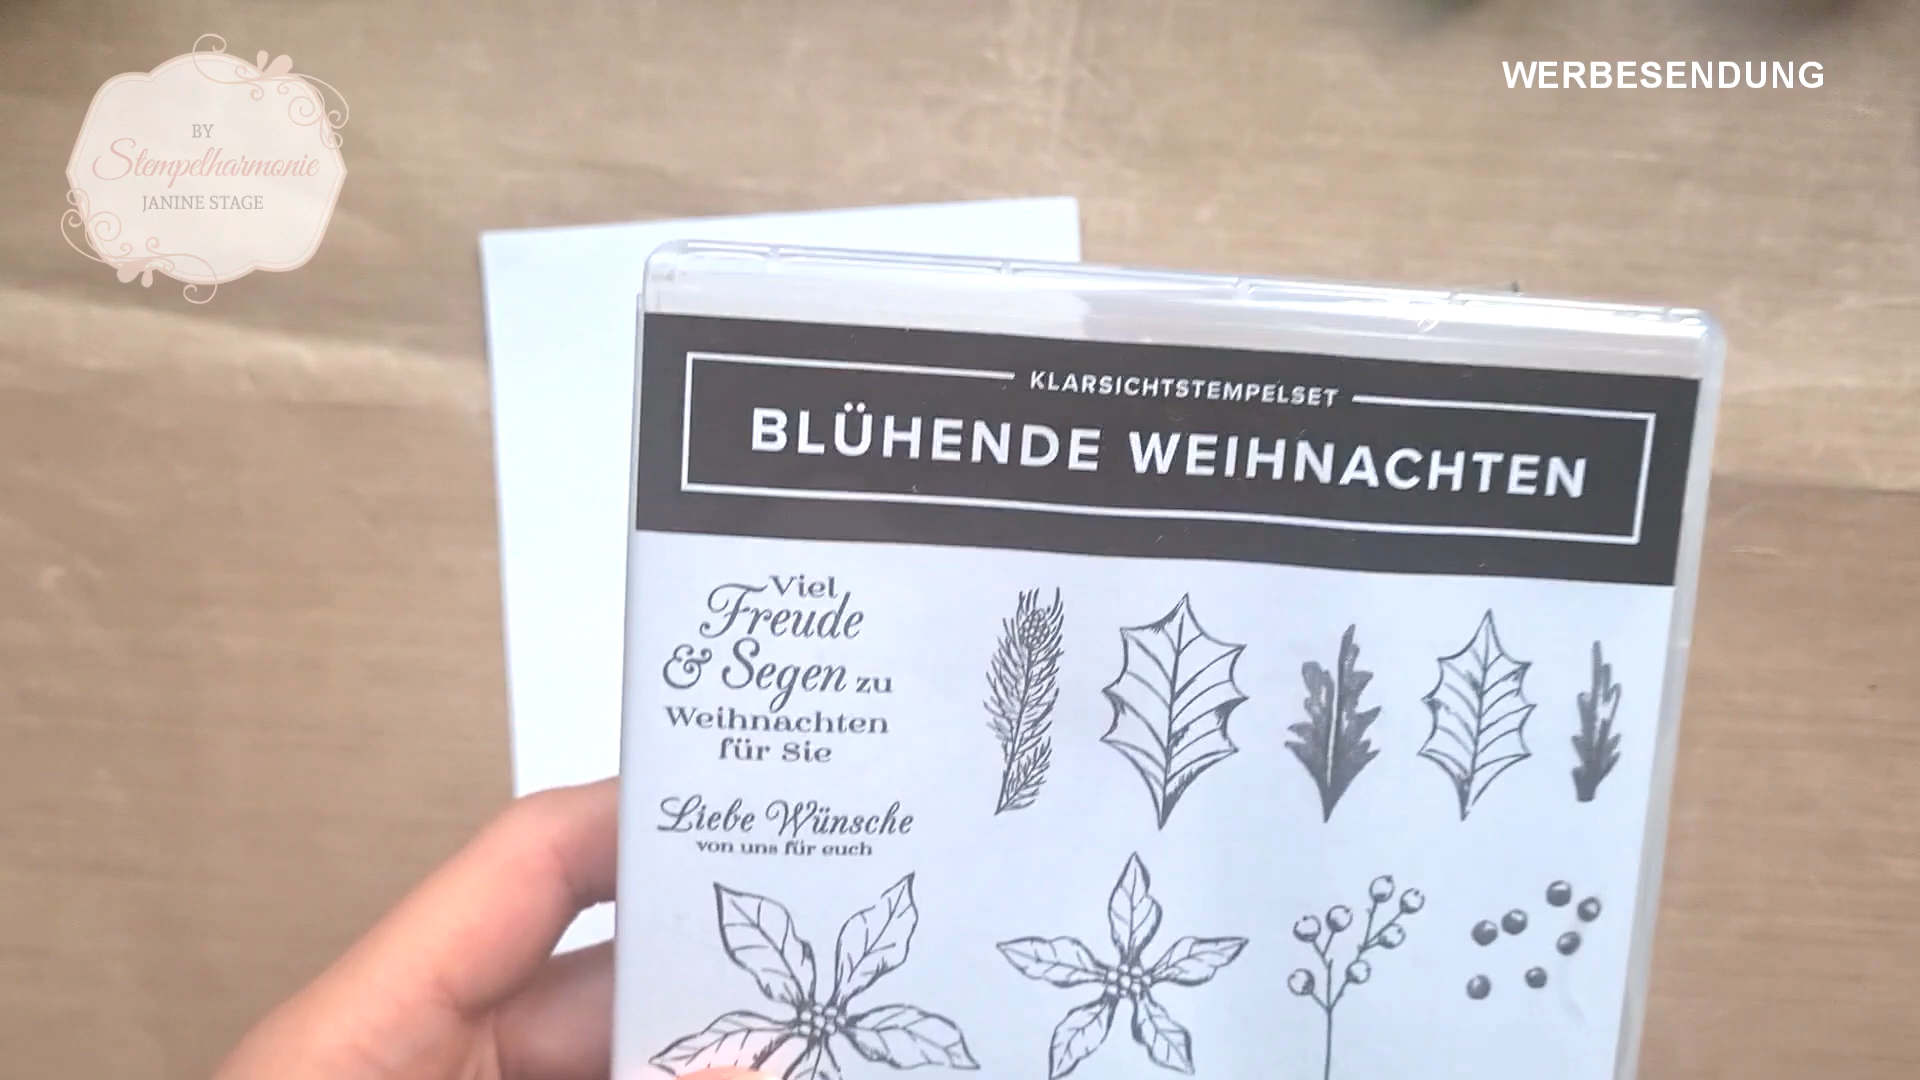 BY
Stempelharmonie
JANINE STAGE
WERBESENDUNG
KLARSICHTSTEMPELSET
BLÜHENDE WEIHNACHTEN
Viel
Freude
& Segen zu
Weihnachten
für Sie
Liebe Wünsche
von uns für euch